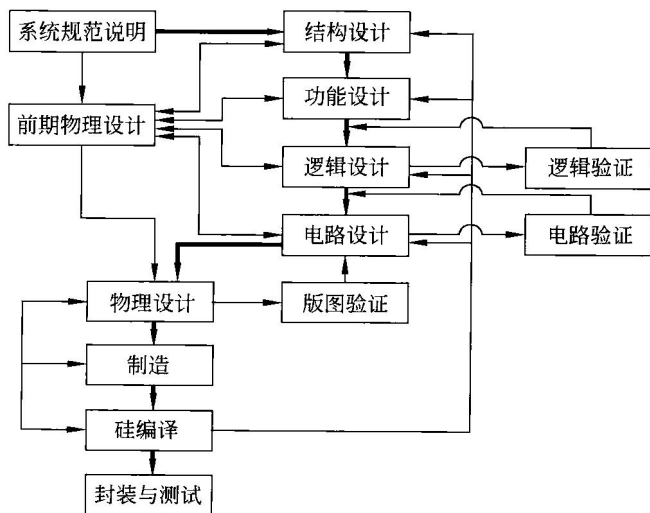 系统规范说明
结构设计
前期物理设计
功能设计
逻辑设计
逻辑验证
电路设计
电路验证
物理设计
版图验证
制造
硅编译
封装与测试